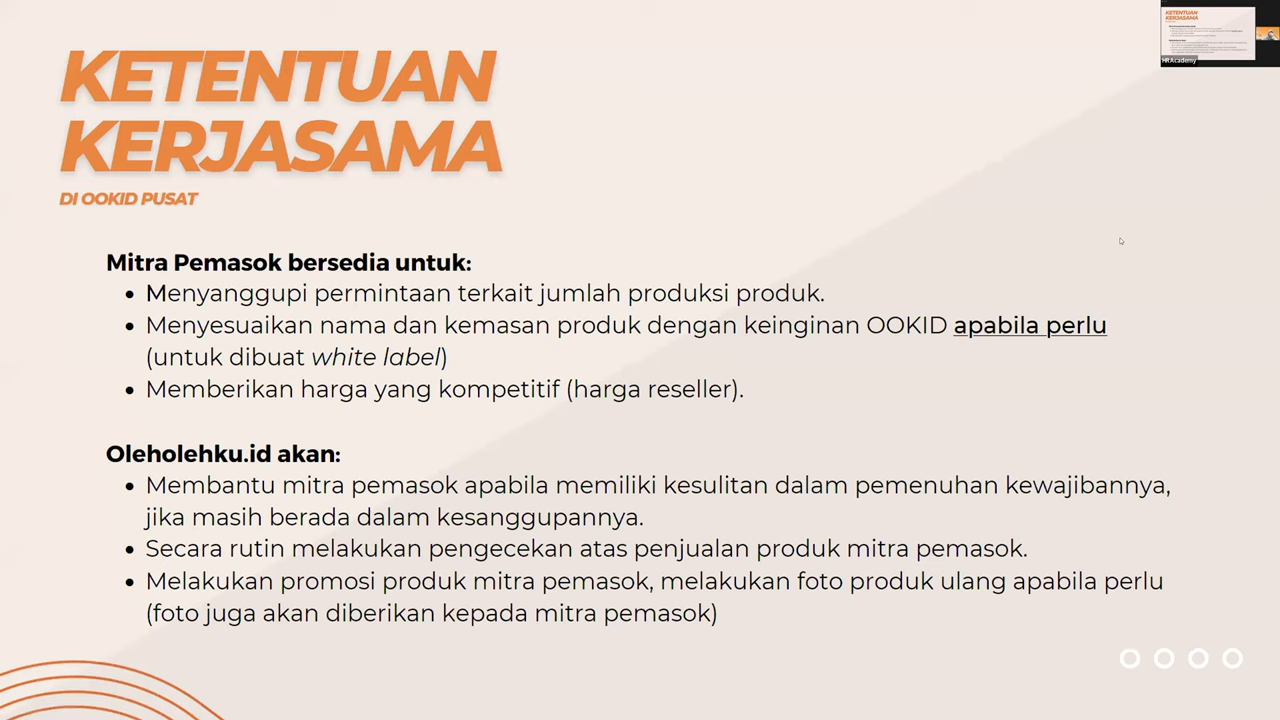 KETENTUAN
KERJASAMA
DI OOKID PUSAT
Mitra Pemasok bersedia untuk:
• Menyanggupi permintaan terkait jumlah produksi produk.
• Menyesuaikan nama dan kemasan produk dengan keinginan OOKID apabila perlu
(untuk dibuat white label)
• Memberikan harga yang kompetitif (harga reseller).
Oleholehku.id akan:
• Membantu mitra pemasok apabila memiliki kesulitan dalam pemenuhan kewajibannya,
jika masih berada dalam kesanggupannya.
• Secara rutin melakukan pengecekan atas penjualan produk mitra pemasok.
• Melakukan promosi produk mitra pemasok, melakukan foto produk ulang apabila perlu
(foto juga akan diberikan kepada mitra pemasok)
KETENTUAN
KERJASAMA
HRAcademy